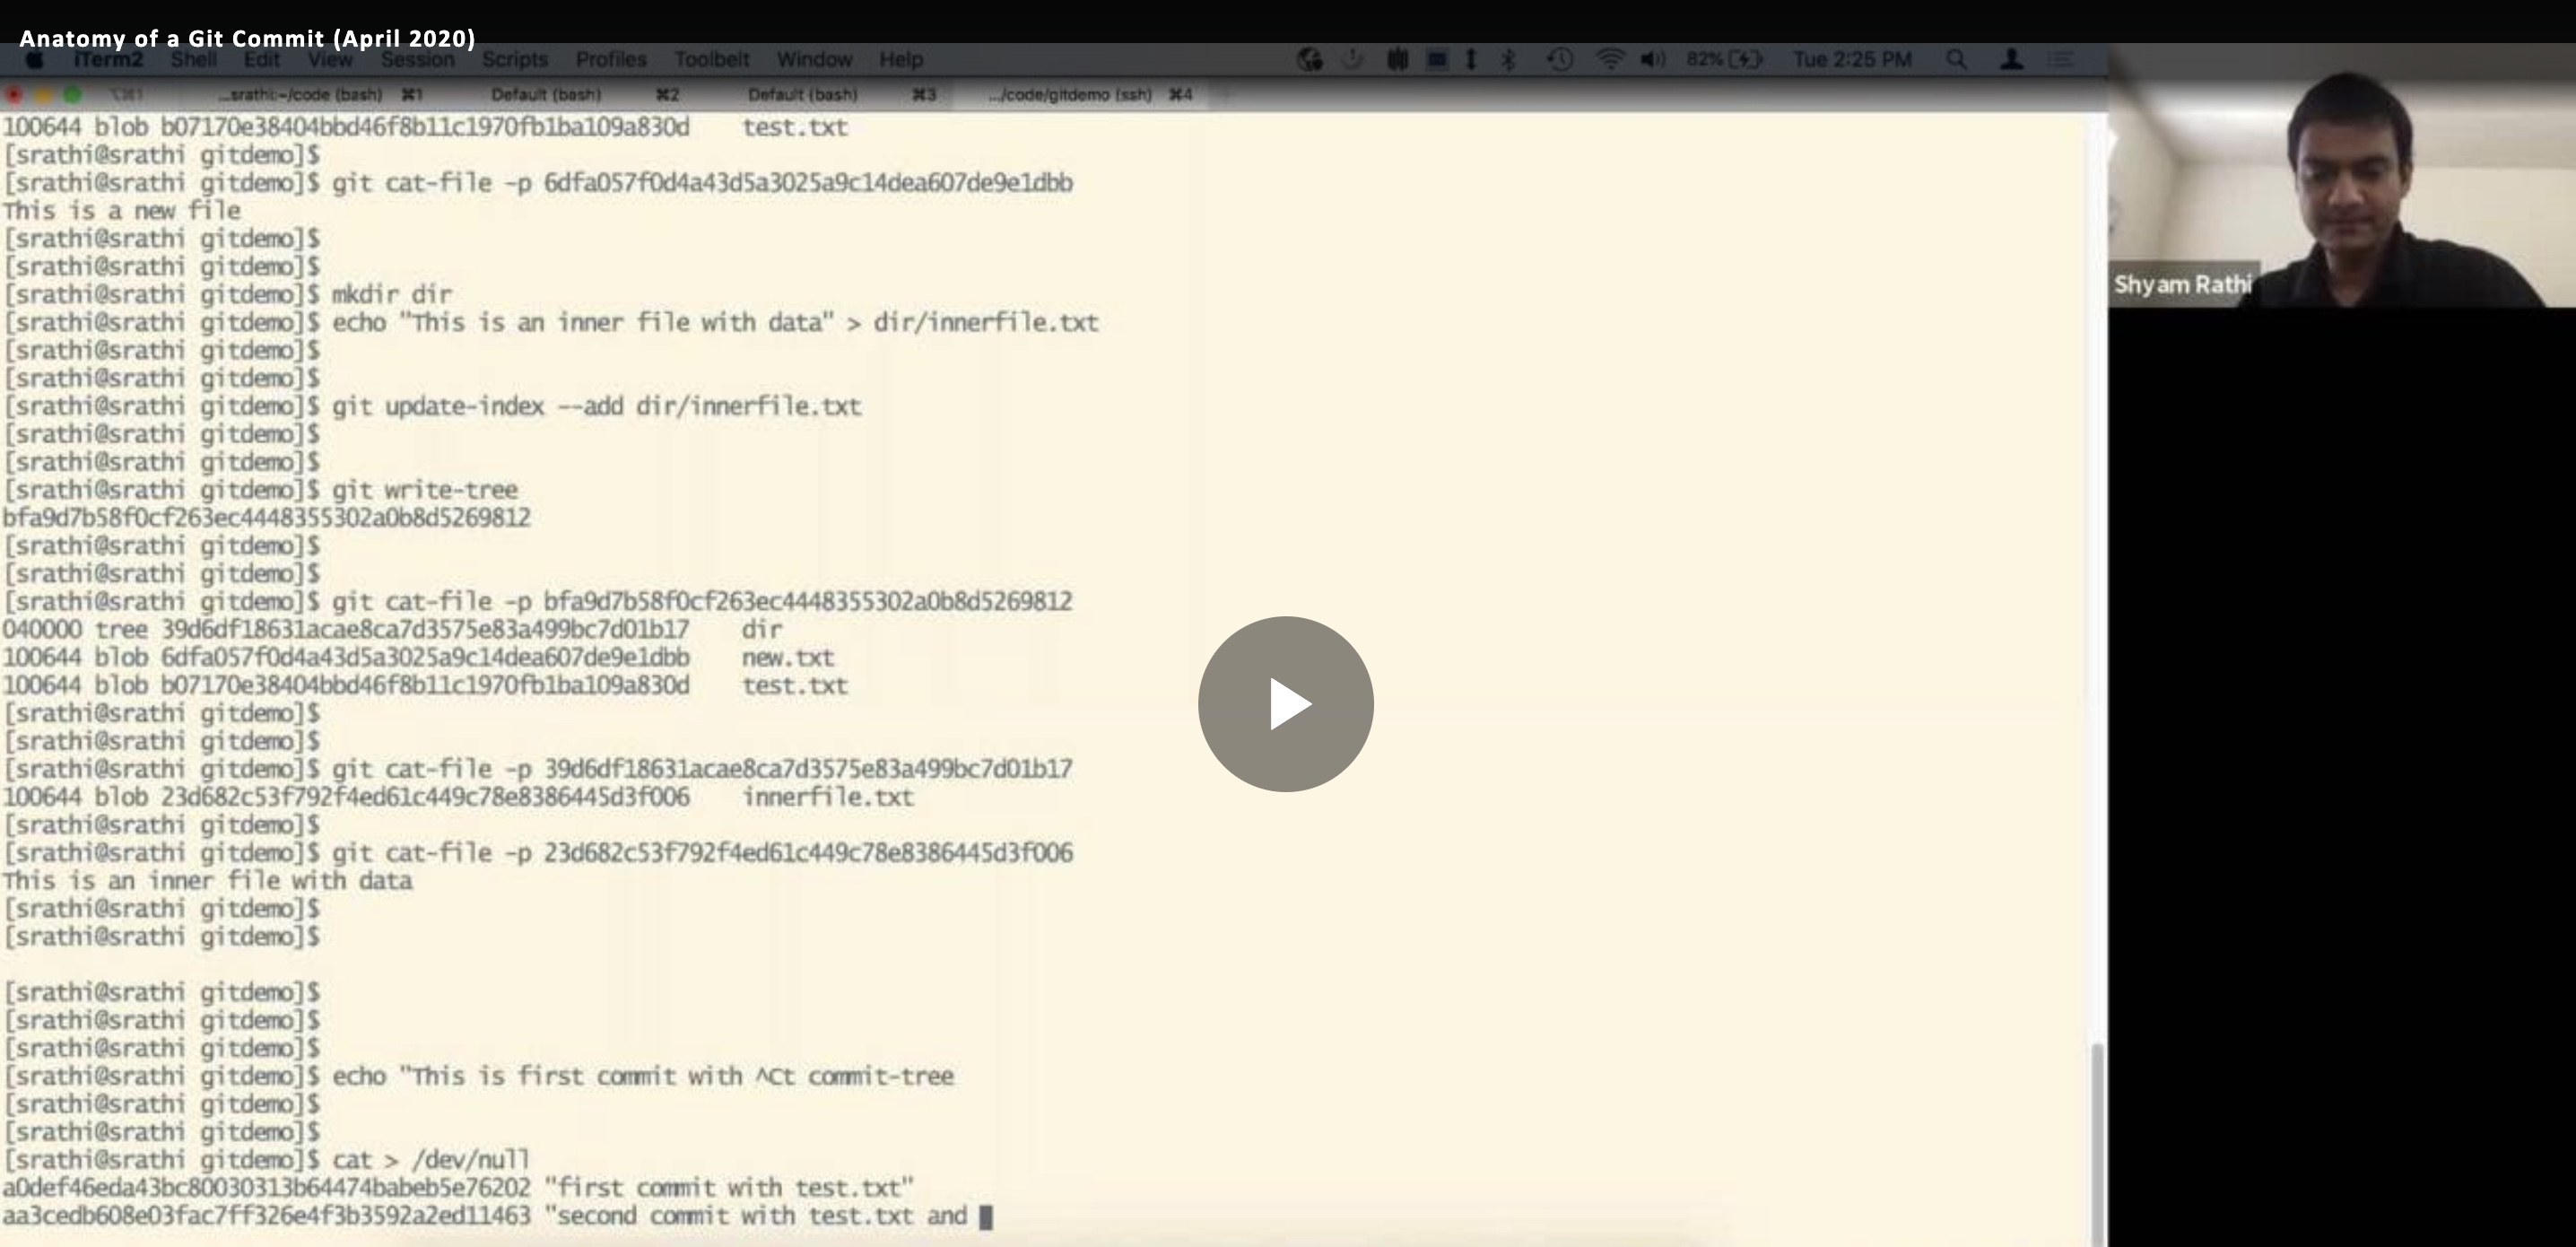 Anatomy of a Git Commit (April 2020)
iTerm2 Shell Edit View Session Scripts Profiles Toolbelt Window Help 82% Tue 2:25 PM
⌥⌘1 ...srathi:~/code (bash) ⌘1 Default (bash) ⌘2 Default (bash) ⌘3 .../code/gitdemo (ssh) ⌘4
100644 blob b07170e38404bbd46f8b11c1970fb1ba109a830d test.txt
[srathi@srathi gitdemo]$
[srathi@srathi gitdemo]$ git cat-file -p 6dfa057f0d4a43d5a3025a9c14dea607de9e1dbb
This is a new file
[srathi@srathi gitdemo]$
[srathi@srathi gitdemo]$
[srathi@srathi gitdemo]$ mkdir dir
[srathi@srathi gitdemo]$ echo "This is an inner file with data" > dir/innerfile.txt
[srathi@srathi gitdemo]$
[srathi@srathi gitdemo]$
[srathi@srathi gitdemo]$ git update-index --add dir/innerfile.txt
[srathi@srathi gitdemo]$
[srathi@srathi gitdemo]$
[srathi@srathi gitdemo]$ git write-tree
bfa9d7b58f0cf263ec4448355302a0b8d5269812
[srathi@srathi gitdemo]$
[srathi@srathi gitdemo]$
[srathi@srathi gitdemo]$ git cat-file -p bfa9d7b58f0cf263ec4448355302a0b8d5269812
040000 tree 39d6df18631acae8ca7d3575e83a499bc7d01b17 dir
100644 blob 6dfa057f0d4a43d5a3025a9c14dea607de9e1dbb new.txt
100644 blob b07170e38404bbd46f8b11c1970fb1ba109a830d test.txt
[srathi@srathi gitdemo]$
[srathi@srathi gitdemo]$
[srathi@srathi gitdemo]$ git cat-file -p 39d6df18631acae8ca7d3575e83a499bc7d01b17
100644 blob 23d682c53f792f4ed61c449c78e8386445d3f006 innerfile.txt
[srathi@srathi gitdemo]$
[srathi@srathi gitdemo]$ git cat-file -p 23d682c53f792f4ed61c449c78e8386445d3f006
This is an inner file with data
[srathi@srathi gitdemo]$
[srathi@srathi gitdemo]$
[srathi@srathi gitdemo]$
[srathi@srathi gitdemo]$
[srathi@srathi gitdemo]$
[srathi@srathi gitdemo]$ echo "This is first commit with ^Ct commit-tree
[srathi@srathi gitdemo]$
[srathi@srathi gitdemo]$
[srathi@srathi gitdemo]$ cat > /dev/null
a0def46eda43bc80030313b64474babeb5e76202 "first commit with test.txt"
aa3cedb608e03fac7ff326e4f3b3592a2ed11463 "second commit with test.txt and
Shyam Rathi